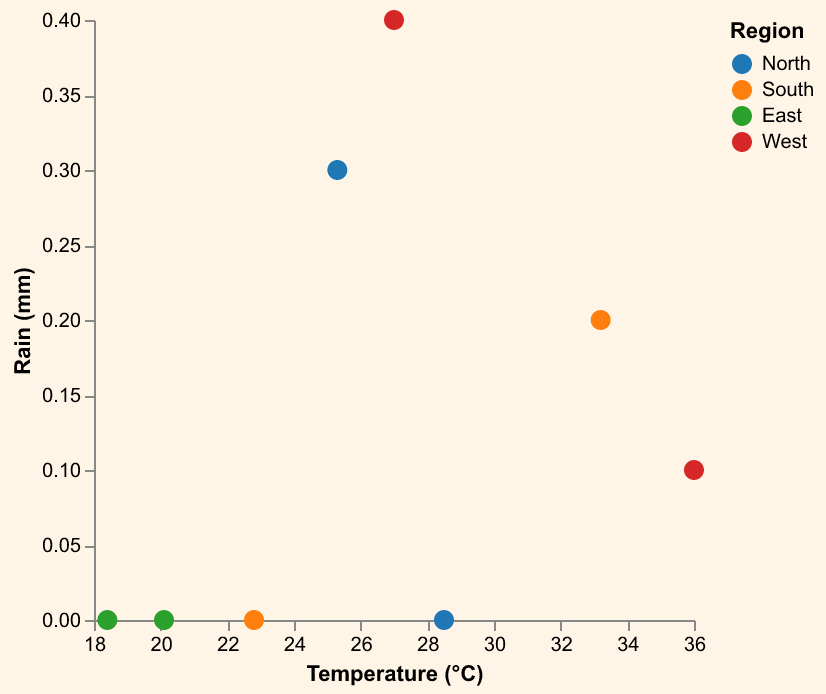 0.40
0.35
0.30
0.25
0.20
0.15
0.10
0.05
0.00
Rain (mm)
18 20 22 24 26 28 30 32 34 36
Temperature (°C)
Region
North
South
East
West